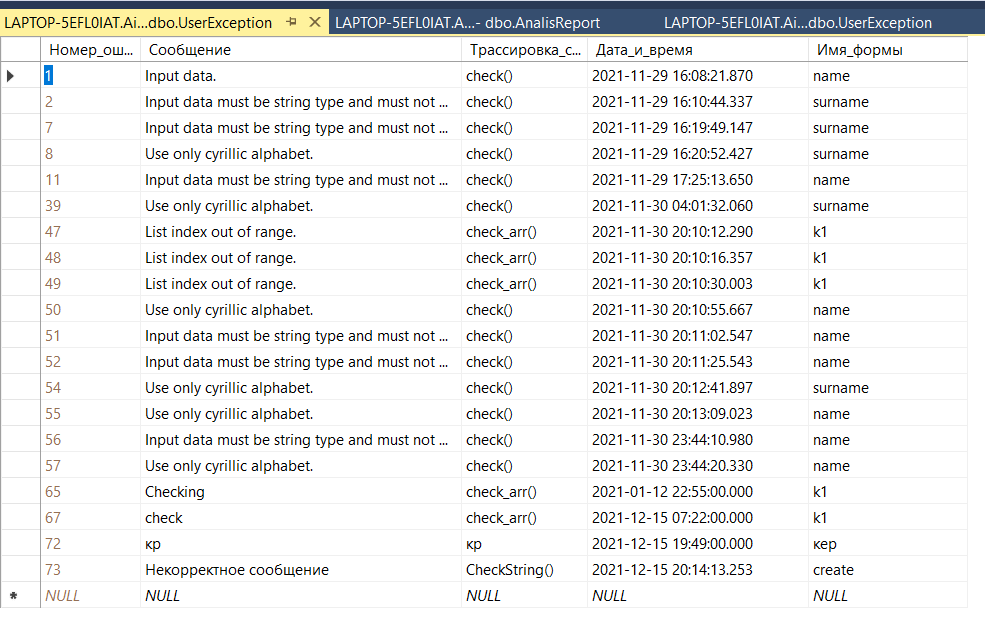 LAPTOP-5EFL0IAT.Ai...dbo.UserException LAPTOP-5EFL0IAT.A...- dbo.AnalisReport LAPTOP-5EFL0IAT.Ai...dbo.UserException
Номер_ош... Сообщение Трассировка_с... Дата_и_время Имя_формы
1 Input data. check() 2021-11-29 16:08:21.870 name
2 Input data must be string type and must not ... check() 2021-11-29 16:10:44.337 surname
7 Input data must be string type and must not ... check() 2021-11-29 16:19:49.147 surname
8 Use only cyrillic alphabet. check() 2021-11-29 16:20:52.427 surname
11 Input data must be string type and must not ... check() 2021-11-29 17:25:13.650 name
39 Use only cyrillic alphabet. check() 2021-11-30 04:01:32.060 surname
47 List index out of range. check_arr() 2021-11-30 20:10:12.290 k1
48 List index out of range. check_arr() 2021-11-30 20:10:16.357 k1
49 List index out of range. check_arr() 2021-11-30 20:10:30.003 k1
50 Use only cyrillic alphabet. check() 2021-11-30 20:10:55.667 name
51 Input data must be string type and must not ... check() 2021-11-30 20:11:02.547 name
52 Input data must be string type and must not ... check() 2021-11-30 20:11:25.543 name
54 Use only cyrillic alphabet. check() 2021-11-30 20:12:41.897 surname
55 Use only cyrillic alphabet. check() 2021-11-30 20:13:09.023 name
56 Input data must be string type and must not ... check() 2021-11-30 23:44:10.980 name
57 Use only cyrillic alphabet. check() 2021-11-30 23:44:20.330 name
65 Checking check_arr() 2021-01-12 22:55:00.000 k1
67 check check_arr() 2021-12-15 07:22:00.000 k1
72 кр кр 2021-12-15 19:49:00.000 кер
73 Некорректное сообщение CheckString() 2021-12-15 20:14:13.253 create
NULL NULL NULL NULL NULL